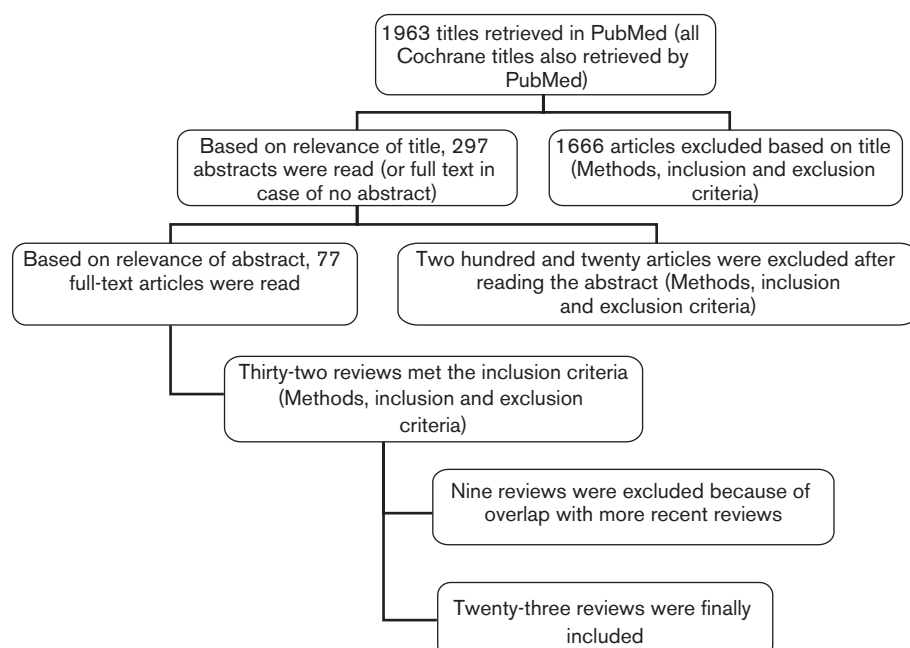 1963 titles retrieved in PubMed (all
Cochrane titles also retrieved by
PubMed)
Based on relevance of title, 297
abstracts were read (or full text in
case of no abstract)
1666 articles excluded based on title
(Methods, inclusion and exclusion
criteria)
Based on relevance of abstract, 77
full-text articles were read
Two hundred and twenty articles were excluded after
reading the abstract (Methods, inclusion
and exclusion criteria)
Thirty-two reviews met the inclusion criteria
(Methods, inclusion and exclusion
criteria)
Nine reviews were excluded because of
overlap with more recent reviews
Twenty-three reviews were finally
included